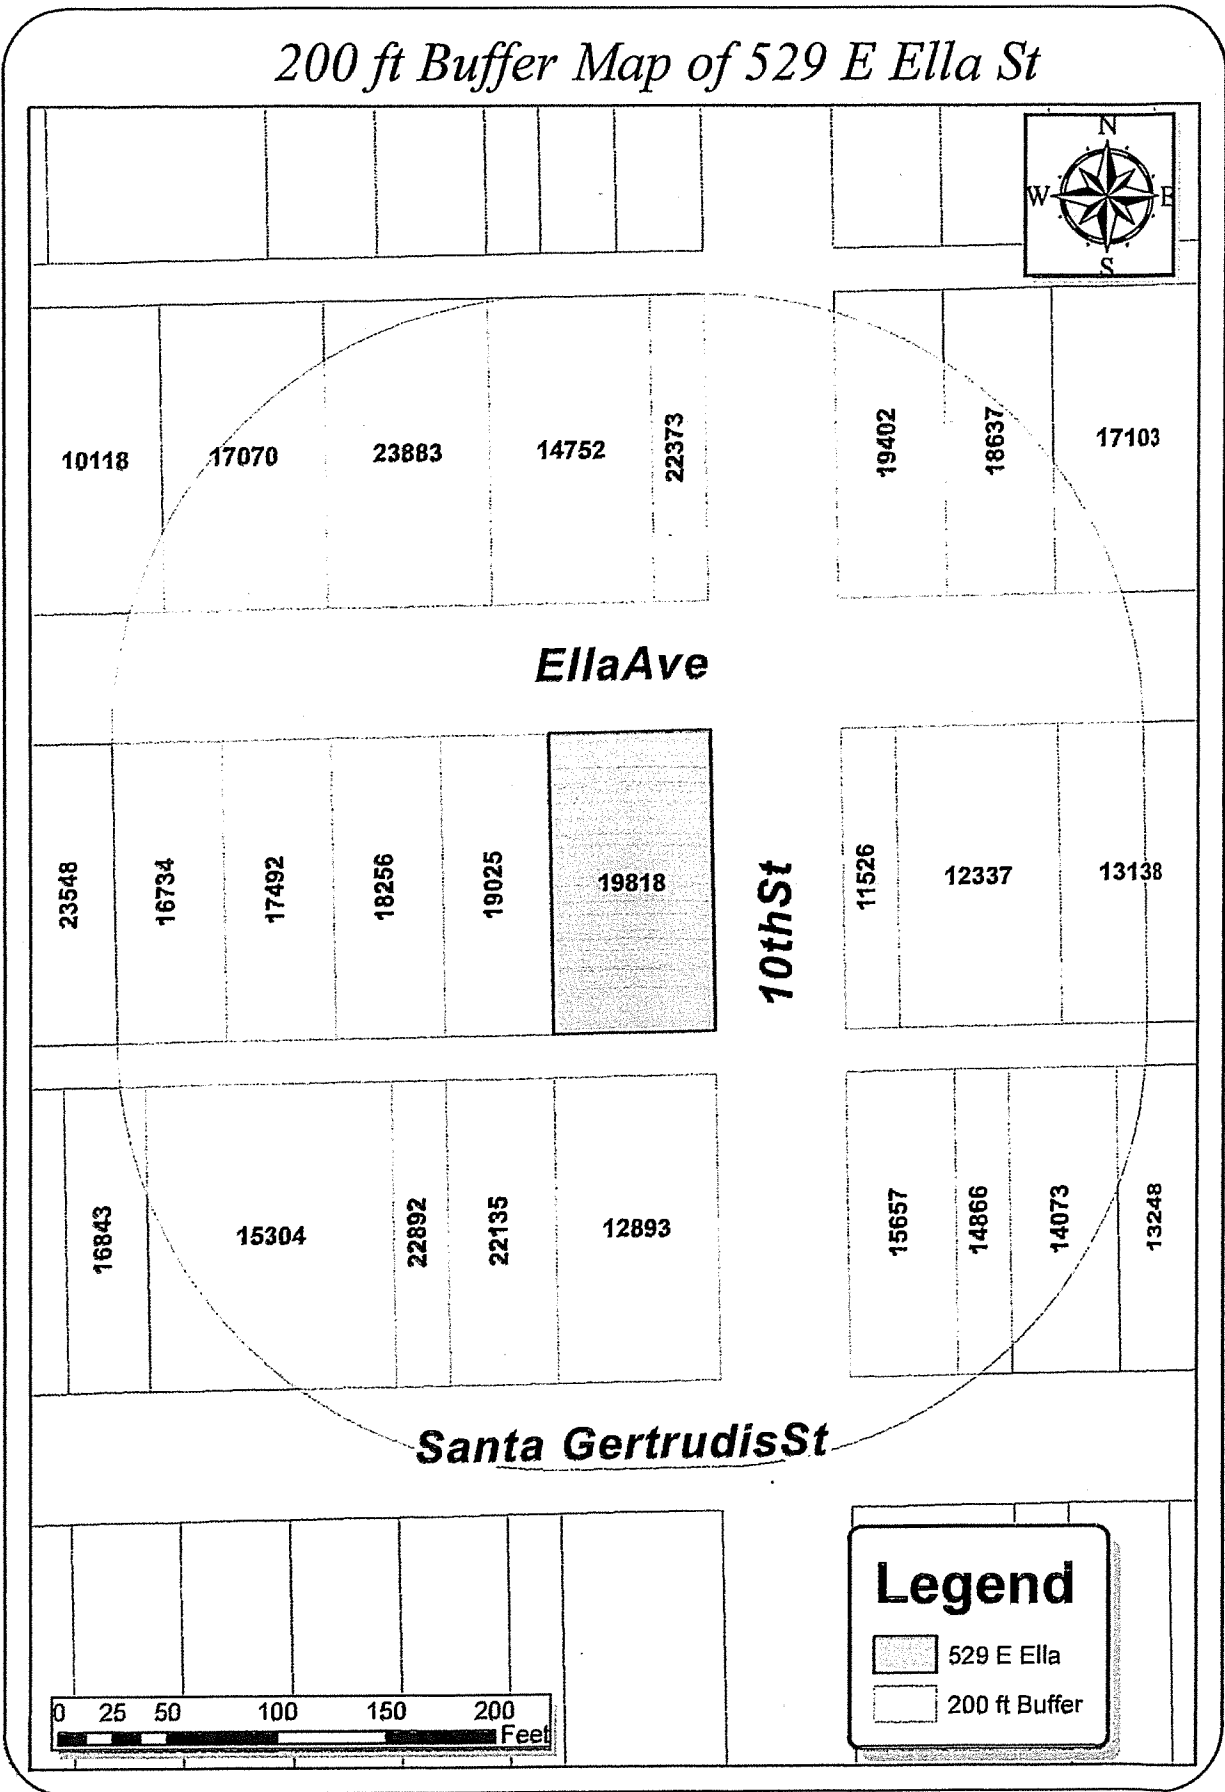 200 ft Buffer Map of 529 E Ella St
N
W E
S
10118
17070
23883
14752
22373
19402
18637
17103
EllaAve
23548
16734
17492
18256
19025
19818
10thSt
11526
12337
13138
16843
15304
22892
22135
12893
15657
14866
14073
13248
Santa GertrudisSt
Legend
529 E Ella
200 ft Buffer
0 25 50 100 150 200
Feet